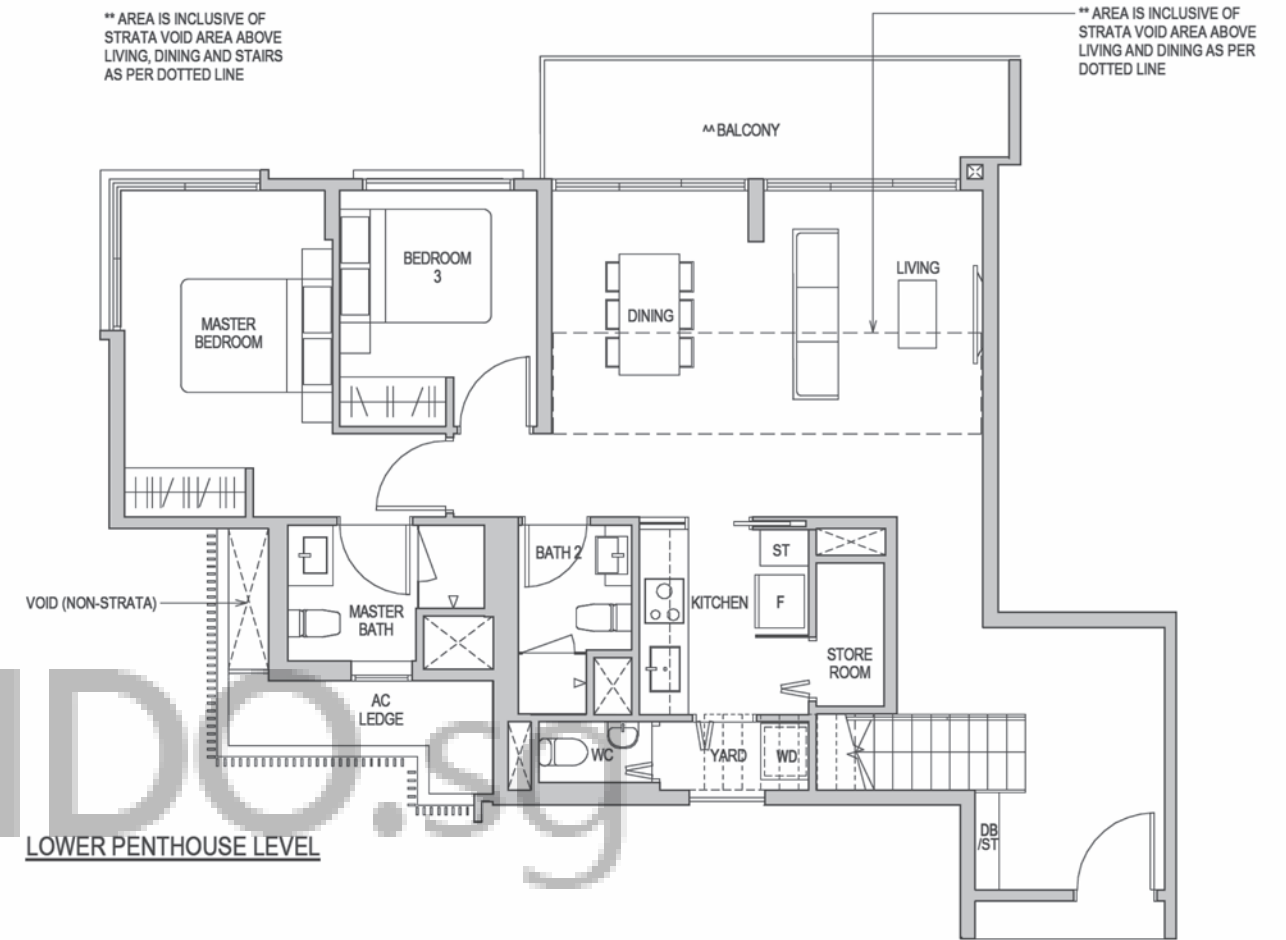 ** AREA IS INCLUSIVE OF
STRATA VOID AREA ABOVE
LIVING, DINING AND STAIRS
AS PER DOTTED LINE
** AREA IS INCLUSIVE OF
STRATA VOID AREA ABOVE
LIVING AND DINING AS PER
DOTTED LINE
^^ BALCONY
BEDROOM
3
LIVING
DINING
MASTER
BEDROOM
BATH 2
ST
KITCHEN
F
VOID (NON-STRATA)
MASTER
BATH
STORE
ROOM
AC
LEDGE
WC
YARD
WD
DB
/ST
LOWER PENTHOUSE LEVEL
DO.sg